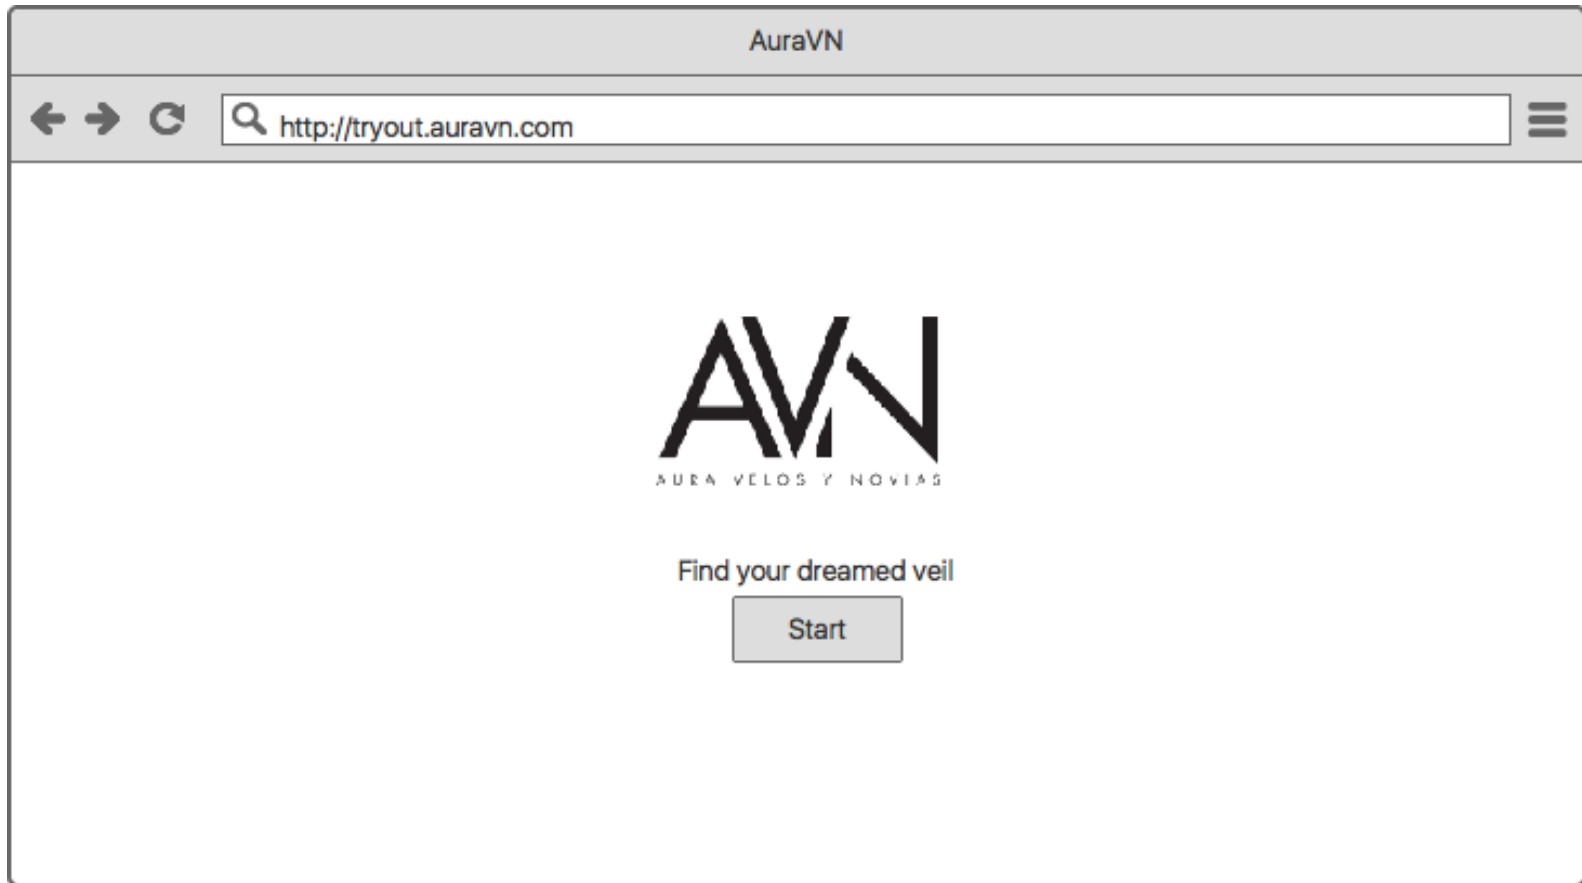 AuraVN
http://tryout.auravn.com
AVN
AURA VELOS Y NOVIAS
Find your dreamed veil
Start